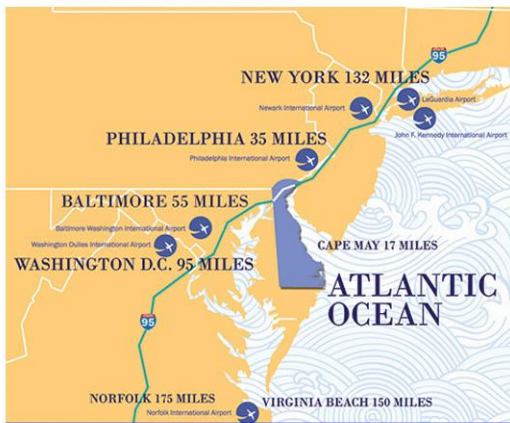 95
NEW YORK 132 MILES
LaGuardia Airport
Newark International Airport
John F. Kennedy International Airport
PHILADELPHIA 35 MILES
Philadelphia International Airport
BALTIMORE 55 MILES
Baltimore Washington International Airport
Washington Dulles International Airport
CAPE MAY 17 MILES
WASHINGTON D.C. 95 MILES
ATLANTIC
OCEAN
95
NORFOLK 175 MILES
VIRGINIA BEACH 150 MILES
Norfolk International Airport